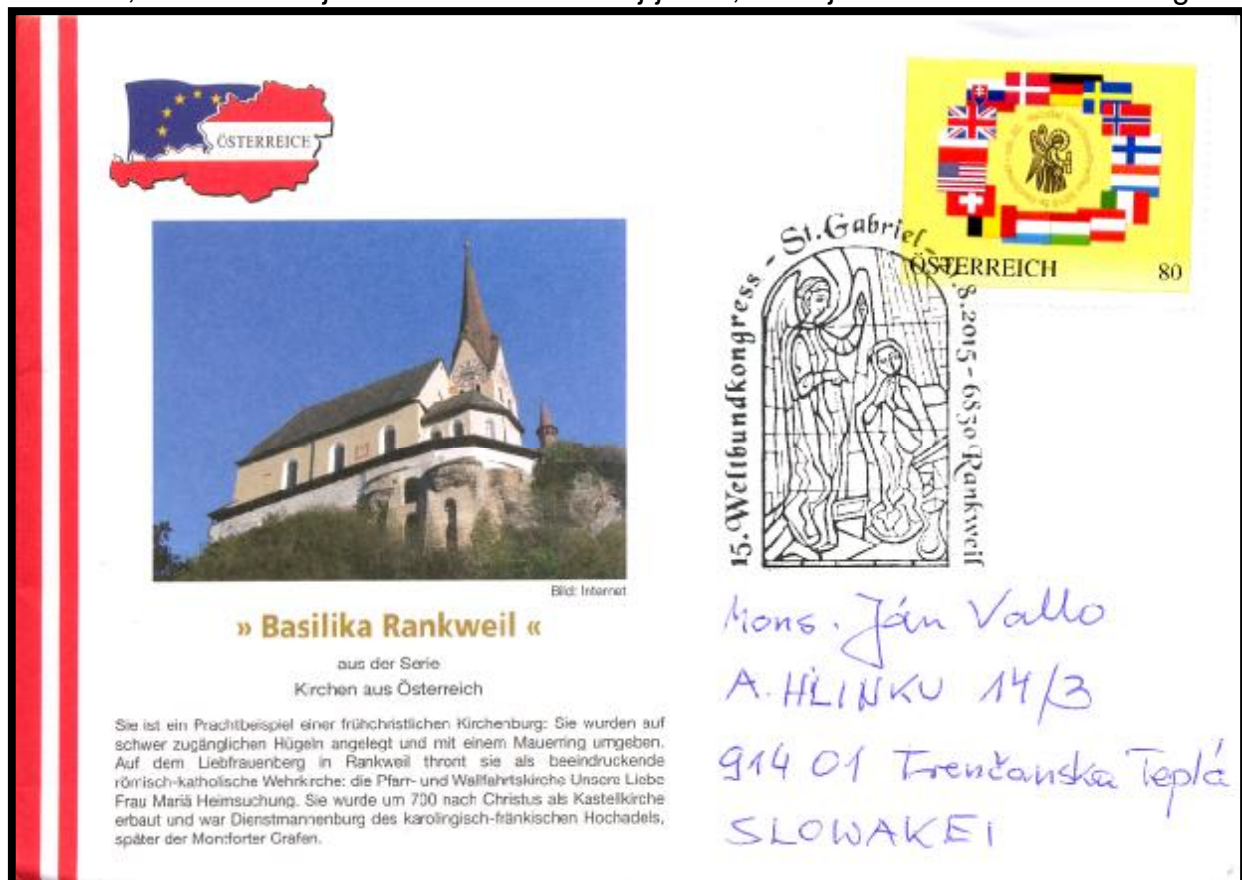 ÖSTERREICH
ÖSTERREICH 80
15. Weltbundkongress - St. Gabriel - .8.2015 - 6830 Rankweil
Bild: Internet
» Basilika Rankweil «
aus der Serie
Kirchen aus Österreich
Sie ist ein Prachtbeispiel einer frühchristlichen Kirchenburg: Sie wurden auf
schwer zugänglichen Hügeln angelegt und mit einem Mauerring umgeben.
Auf dem Liebfrauenberg in Rankweil thront sie als beeindruckende
römisch-katholische Wehrkirche: die Pfarr- und Wallfahrtskirche Unsere Liebe
Frau Mariä Heimsuchung. Sie wurde um 700 nach Christus als Kastellkirche
erbaut und war Dienstmannenburg des karolingisch-fränkischen Hochadels,
später der Montforter Grafen.
Mons. Ján Vallo
A. HLINKU 14/3
914 01 Trenčanska Teplá
SLOWAKEI